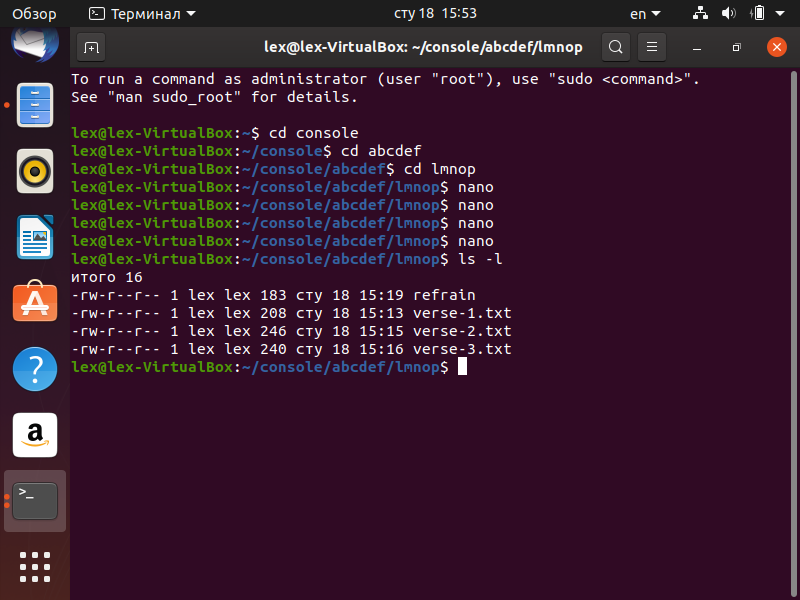 Обзор
Терминал
сту 18 15:53
en
lex@lex-VirtualBox: ~/console/abcdef/lmnop
To run a command as administrator (user "root"), use "sudo <command>".
See "man sudo_root" for details.
lex@lex-VirtualBox:~$ cd console
lex@lex-VirtualBox:~/console$ cd abcdef
lex@lex-VirtualBox:~/console/abcdef$ cd lmnop
lex@lex-VirtualBox:~/console/abcdef/lmnop$ nano
lex@lex-VirtualBox:~/console/abcdef/lmnop$ nano
lex@lex-VirtualBox:~/console/abcdef/lmnop$ nano
lex@lex-VirtualBox:~/console/abcdef/lmnop$ nano
lex@lex-VirtualBox:~/console/abcdef/lmnop$ ls -l
итого 16
-rw-r--r-- 1 lex lex 183 сту 18 15:19 refrain
-rw-r--r-- 1 lex lex 208 сту 18 15:13 verse-1.txt
-rw-r--r-- 1 lex lex 246 сту 18 15:15 verse-2.txt
-rw-r--r-- 1 lex lex 240 сту 18 15:16 verse-3.txt
lex@lex-VirtualBox:~/console/abcdef/lmnop$